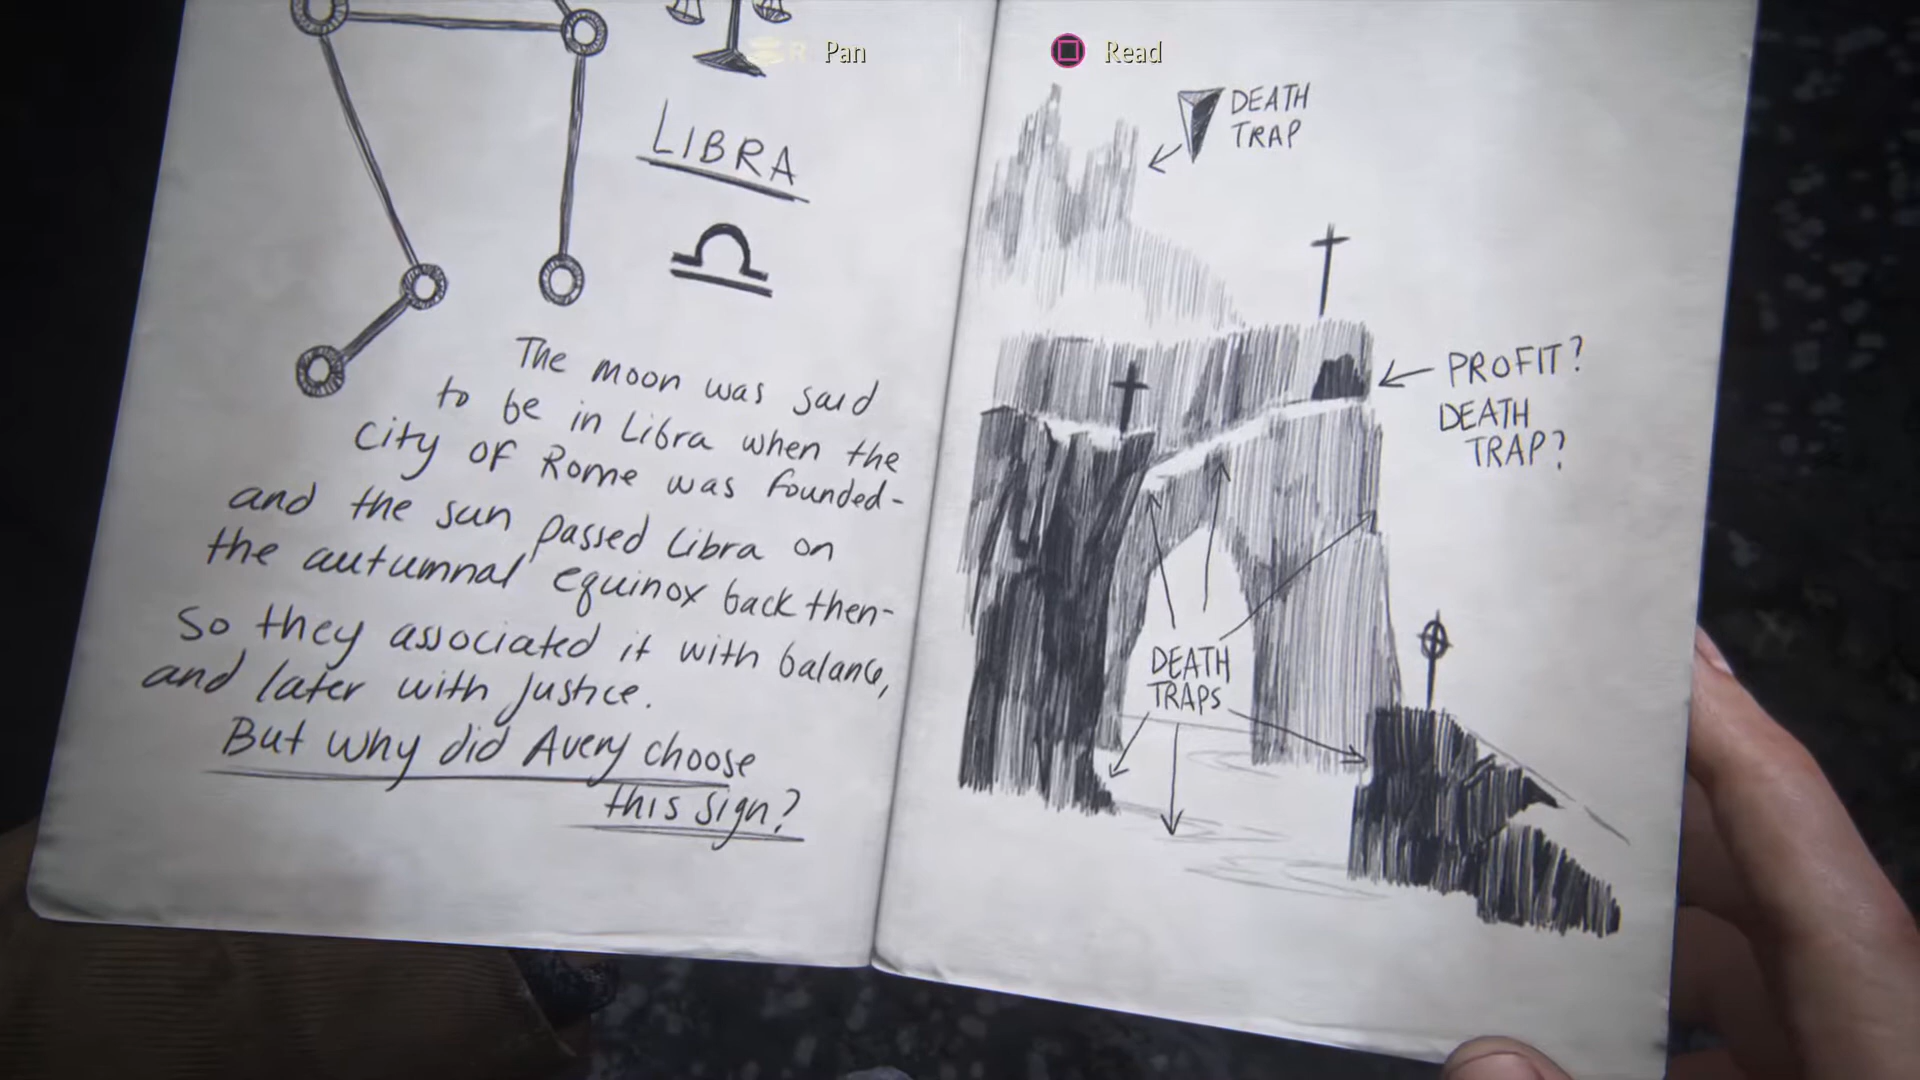 Pan
Read
LIBRA
The moon was said
to be in Libra when the
City of Rome was founded-
and the sun passed Libra on
the autumnal equinox back then-
So they associated it with balance,
and later with justice.
But why did Avery choose
this sign?
DEATH
TRAP
PROFIT?
DEATH
TRAP?
DEATH
TRAPS